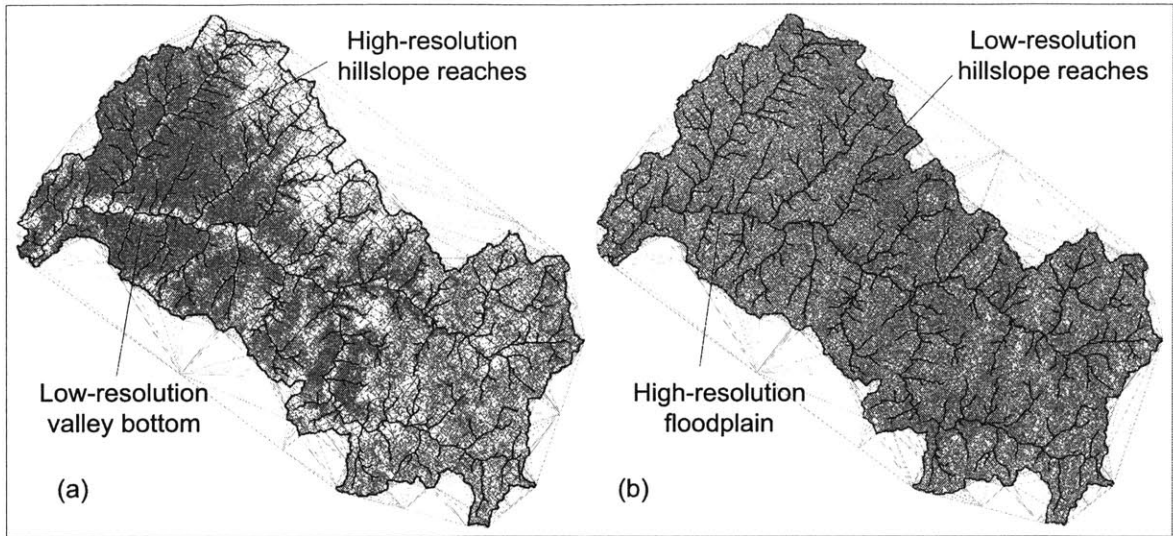 High-resolution
hillslope reaches
Low-resolution
valley bottom
(a)
Low-resolution
hillslope reaches
High-resolution
floodplain
(b)